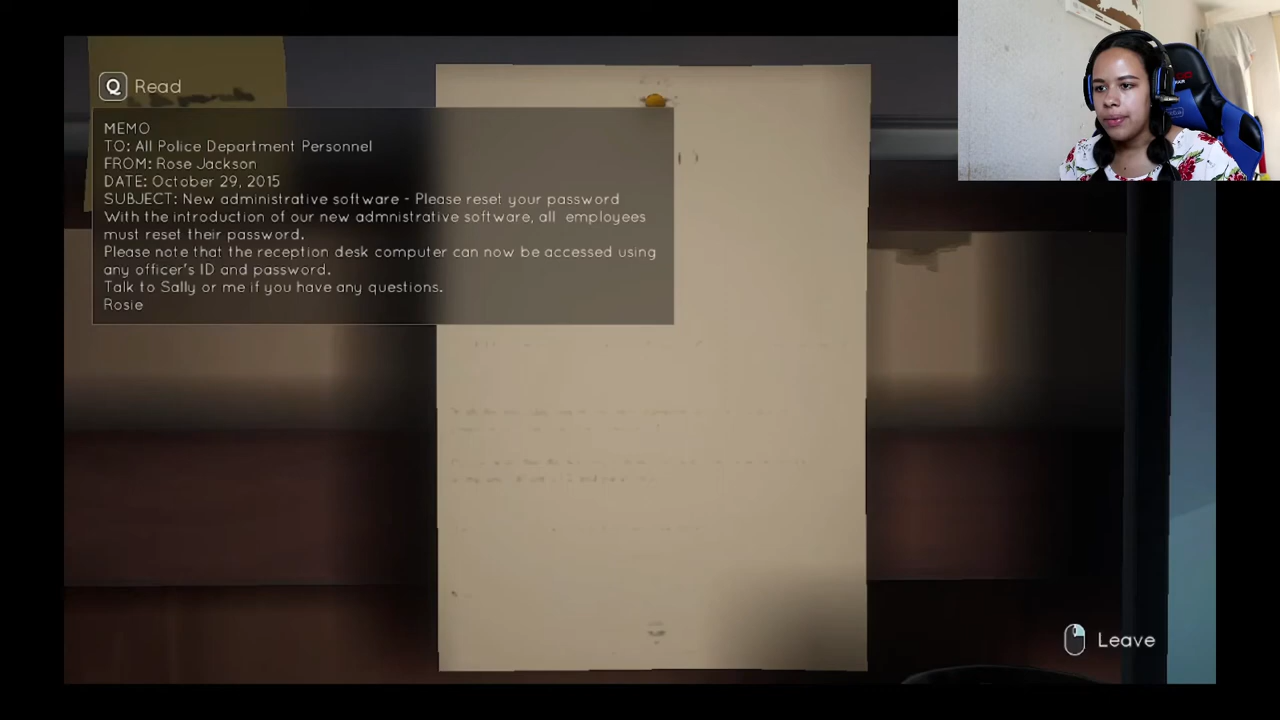 Q Read
MEMO
TO: All Police Department Personnel
FROM: Rose Jackson
DATE: October 29, 2015
SUBJECT: New administrative software - Please reset your password
With the introduction of our new admnistrative software, all employees
must reset their password.
Please note that the reception desk computer can now be accessed using
any officer's ID and password.
Talk to Sally or me if you have any questions.
Rosie
Leave